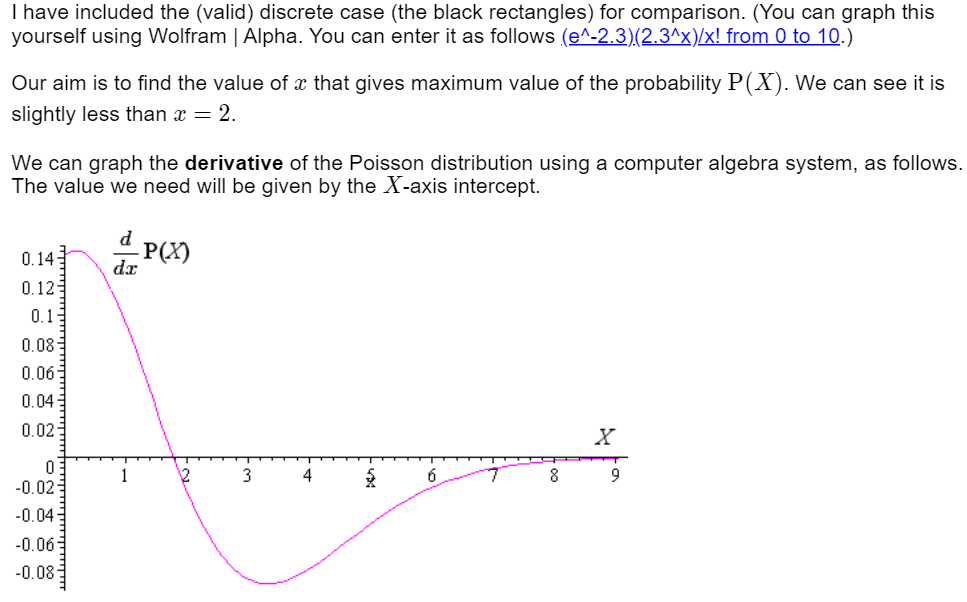 I have included the (valid) discrete case (the black rectangles) for comparison. (You can graph this
yourself using Wolfram | Alpha. You can enter it as follows (e^-2.3)(2.3^x)/x! from 0 to 10.)
Our aim is to find the value of x that gives maximum value of the probability P(X). We can see it is
slightly less than x = 2.
We can graph the derivative of the Poisson distribution using a computer algebra system, as follows.
The value we need will be given by the X-axis intercept.
d/dx P(X)
0.14
0.12
0.1
0.08
0.06
0.04
0.02
0
-0.02
-0.04
-0.06
-0.08
X
1 2 3 4 5 6 7 8 9
x